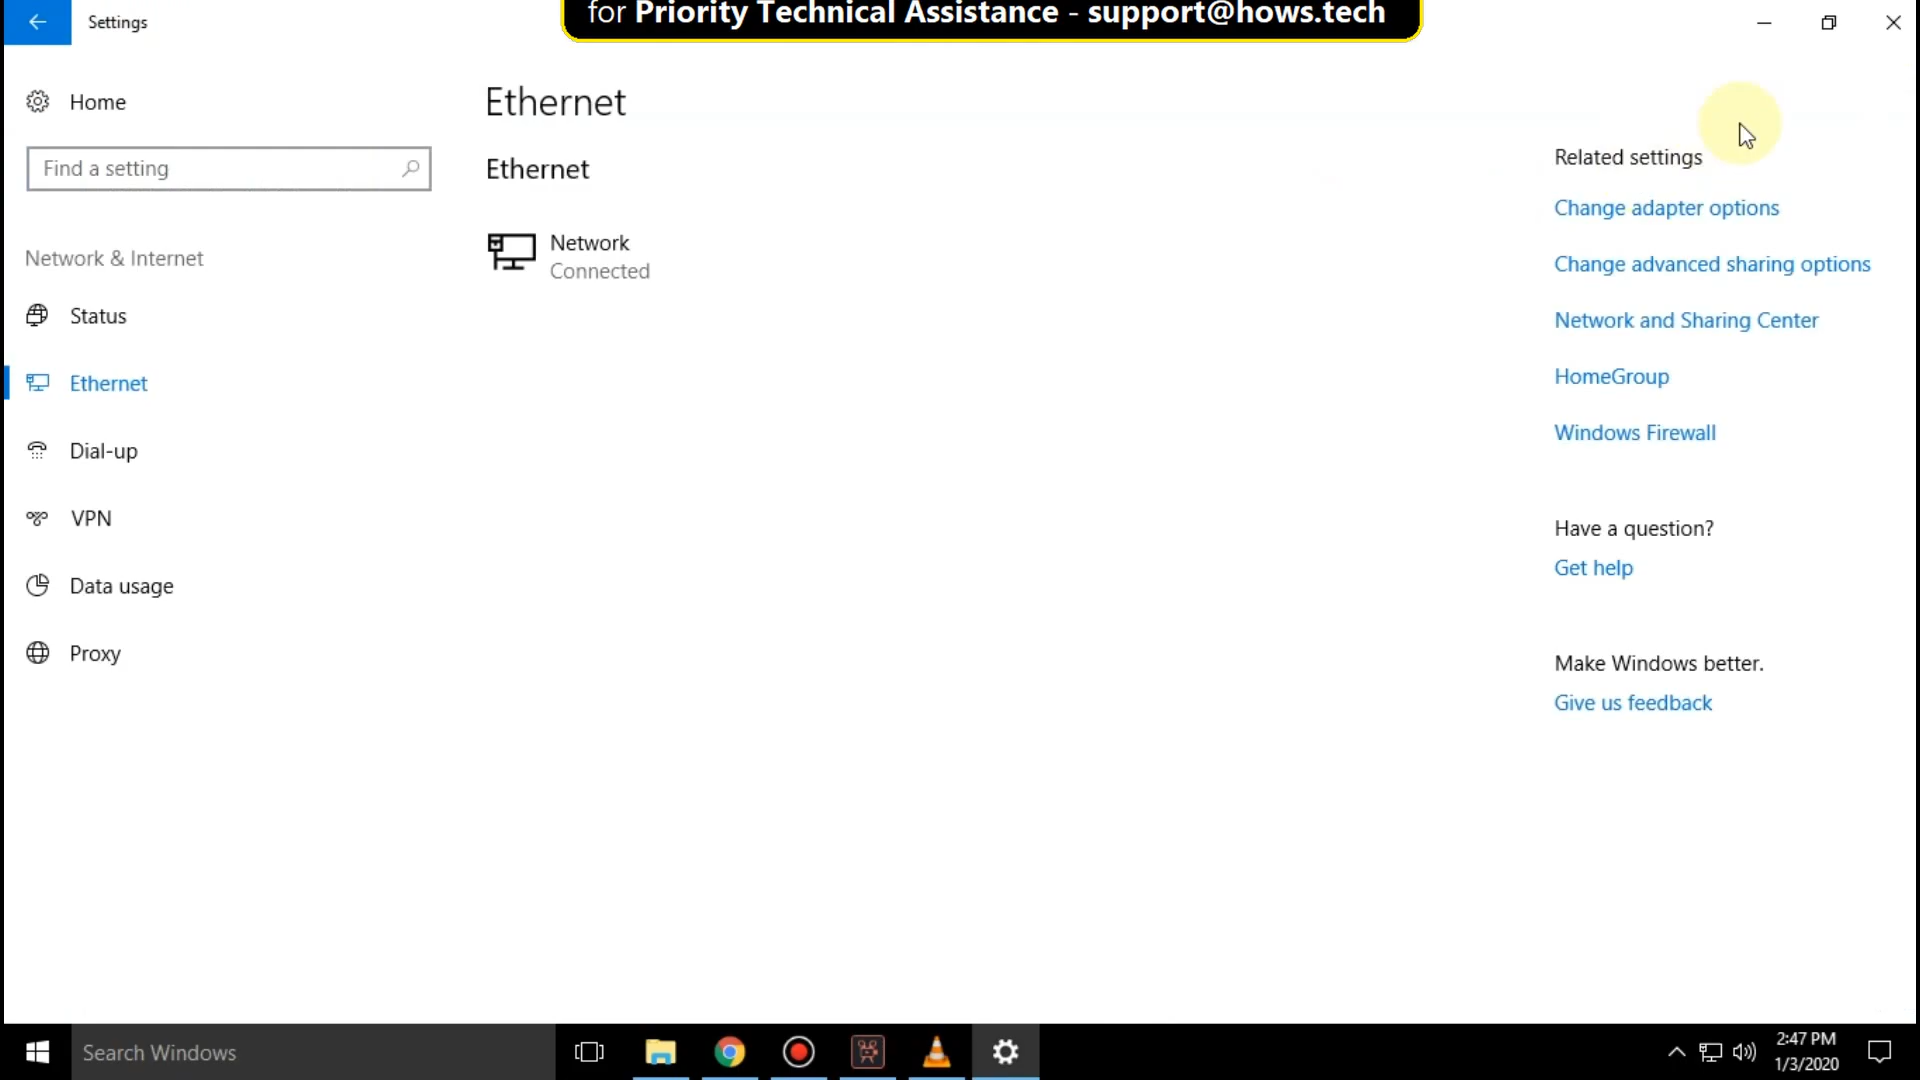 Settings
for Priority Technical Assistance - support@hows.tech
Home
Find a setting
Network & Internet
Status
Ethernet
Dial-up
VPN
Data usage
Proxy
Ethernet
Ethernet
Network
Connected
Related settings
Change adapter options
Change advanced sharing options
Network and Sharing Center
HomeGroup
Windows Firewall
Have a question?
Get help
Make Windows better.
Give us feedback
Search Windows
2:47 PM
1/3/2020